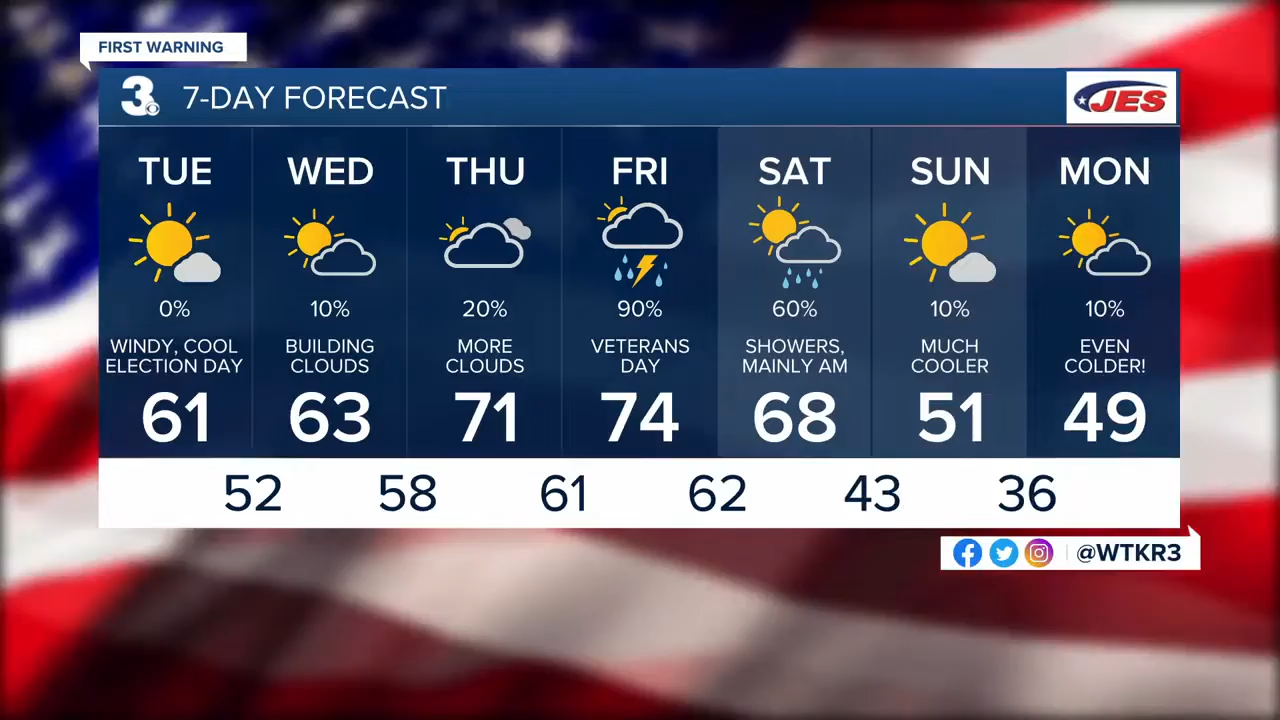 FIRST WARNING
3 7-DAY FORECAST
JES
TUE WED THU FRI SAT SUN MON
0% 10% 20% 90% 60% 10% 10%
WINDY, COOL BUILDING MORE VETERANS SHOWERS, MUCH EVEN
ELECTION DAY CLOUDS CLOUDS DAY MAINLY AM COOLER COLDER!
61 63 71 74 68 51 49
52 58 61 62 43 36
@WTKR3